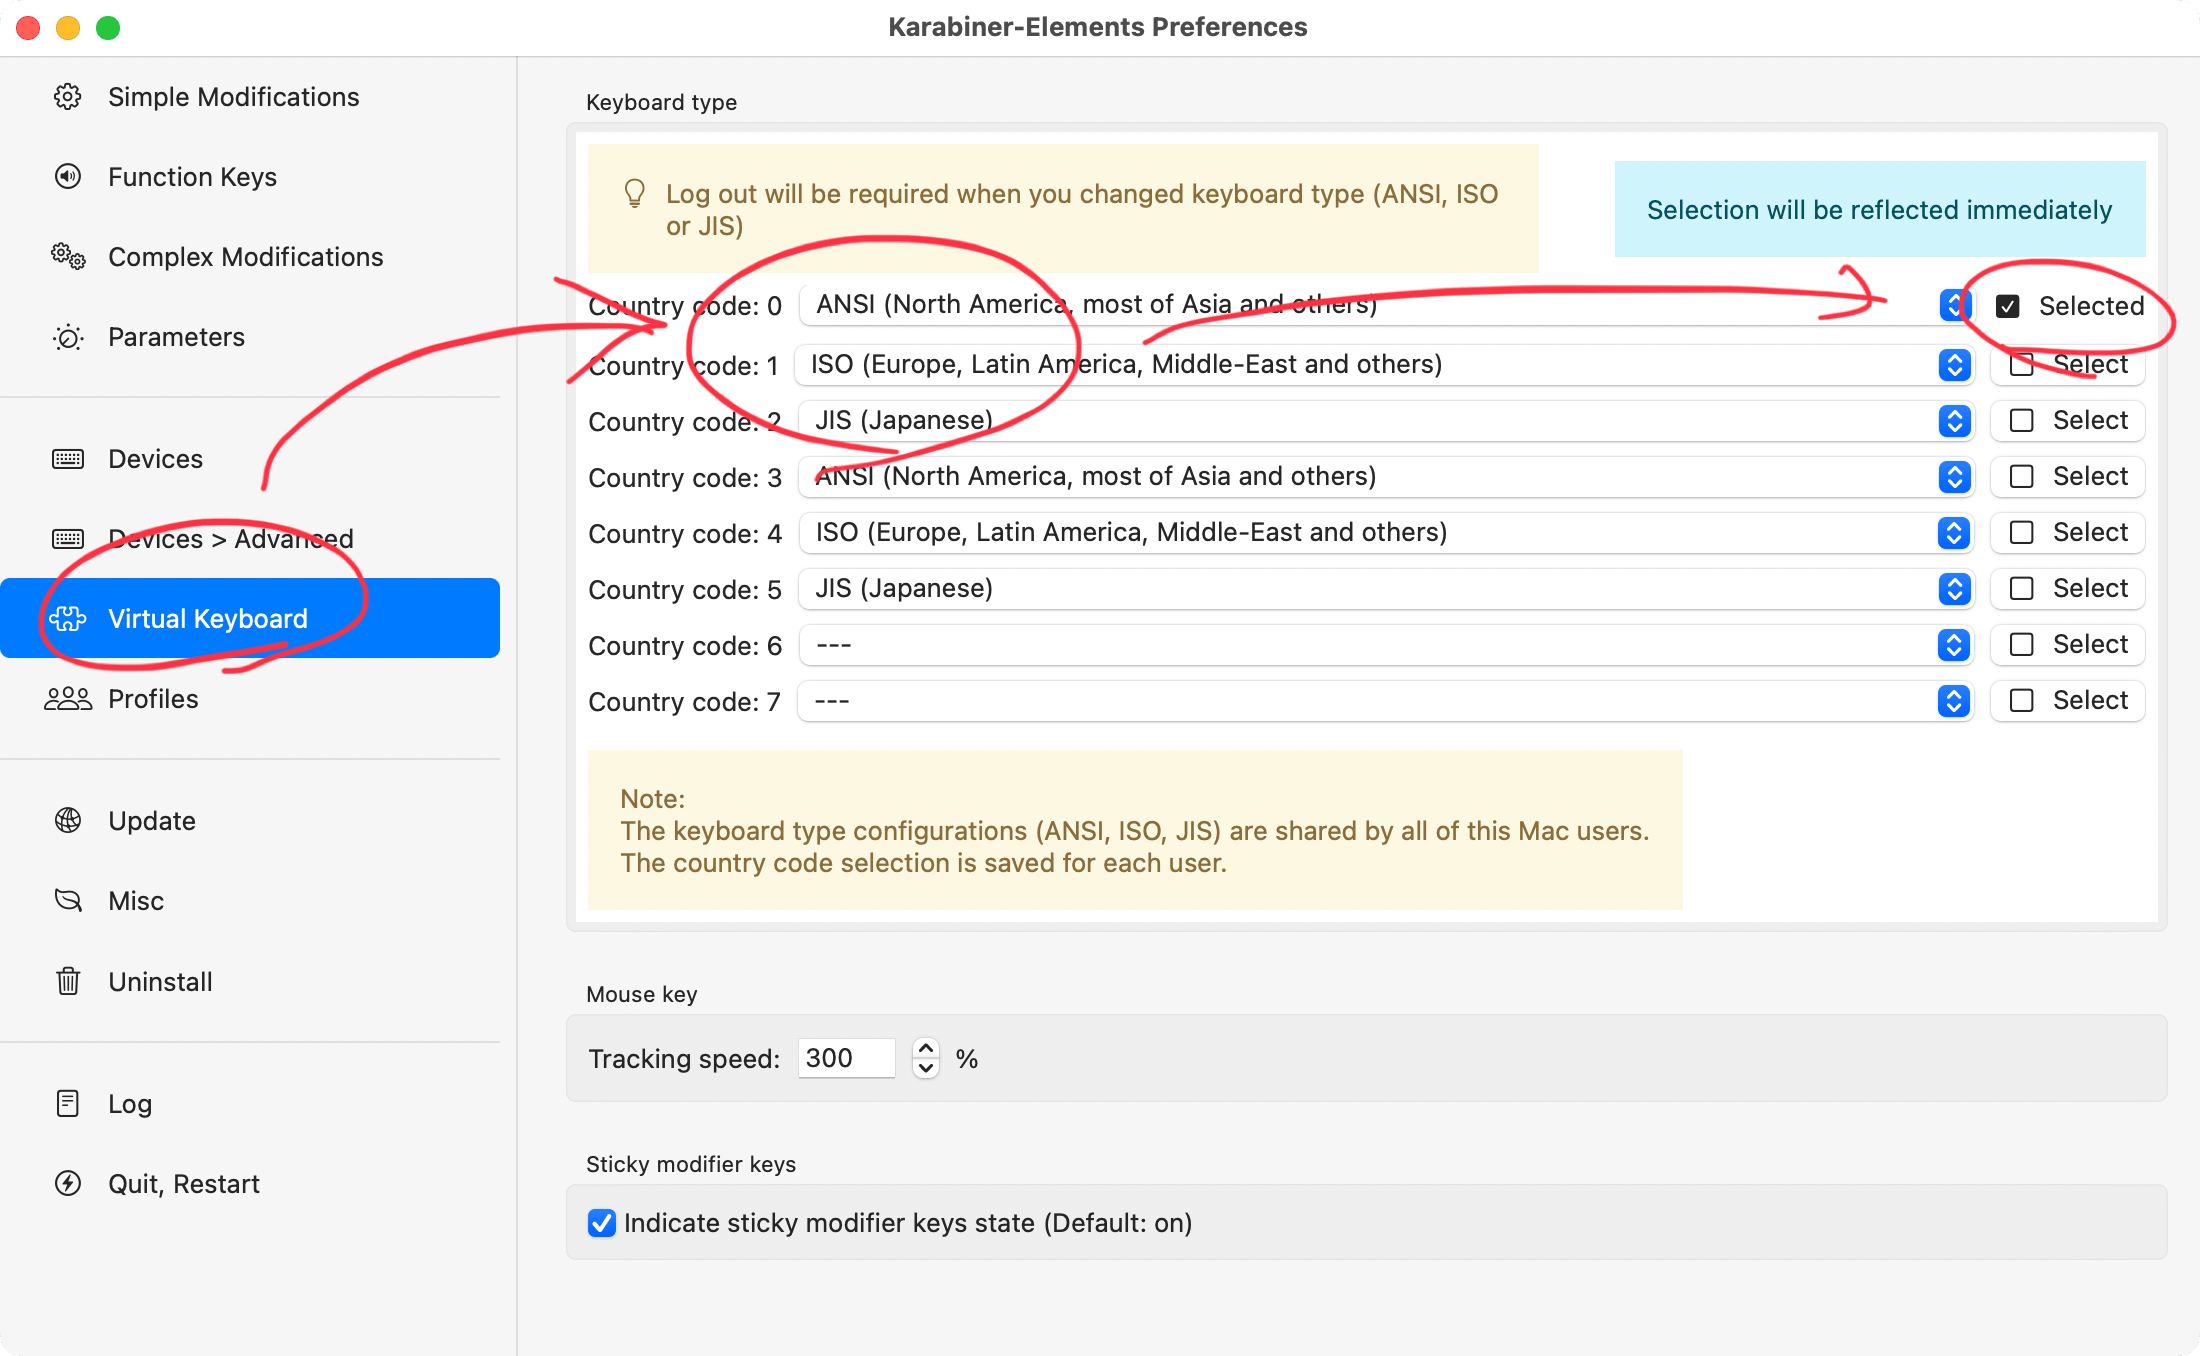 Karabiner-Elements Preferences
Simple Modifications
Function Keys
Complex Modifications
Parameters
Devices
Devices > Advanced
Virtual Keyboard
Profiles
Update
Misc
Uninstall
Log
Quit, Restart
Keyboard type
Log out will be required when you changed keyboard type (ANSI, ISO
or JIS)
Selection will be reflected immediately
Country code: 0 ANSI (North America, most of Asia and others) Selected
Country code: 1 ISO (Europe, Latin America, Middle-East and others) Select
Country code: 2 JIS (Japanese) Select
Country code: 3 ANSI (North America, most of Asia and others) Select
Country code: 4 ISO (Europe, Latin America, Middle-East and others) Select
Country code: 5 JIS (Japanese) Select
Country code: 6 --- Select
Country code: 7 --- Select
Note:
The keyboard type configurations (ANSI, ISO, JIS) are shared by all of this Mac users.
The country code selection is saved for each user.
Mouse key
Tracking speed: 300 %
Sticky modifier keys
Indicate sticky modifier keys state (Default: on)